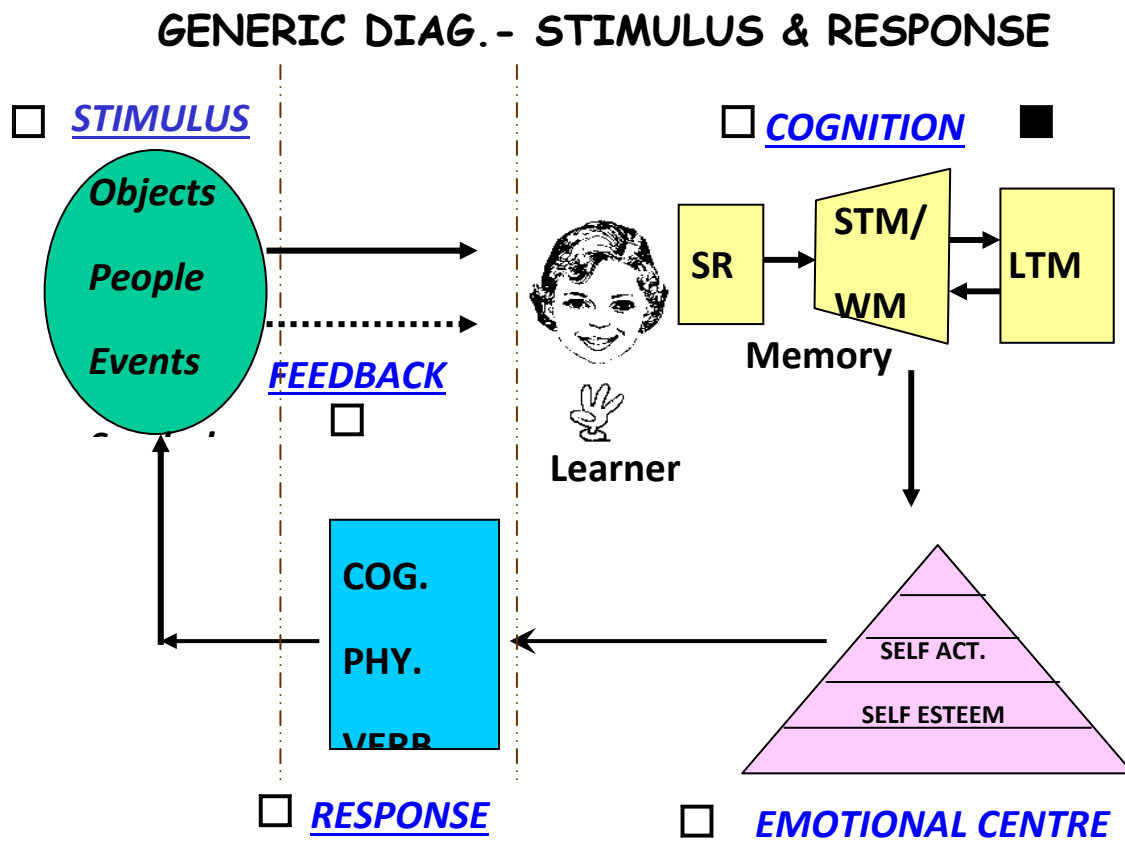 GENERIC DIAG.- STIMULUS & RESPONSE
STIMULUS
COGNITION
Objects
People
Events
SR
STM/
WM
LTM
Memory
FEEDBACK
Learner
COG.
PHY.
VERB
SELF ACT.
SELF ESTEEM
RESPONSE
EMOTIONAL CENTRE